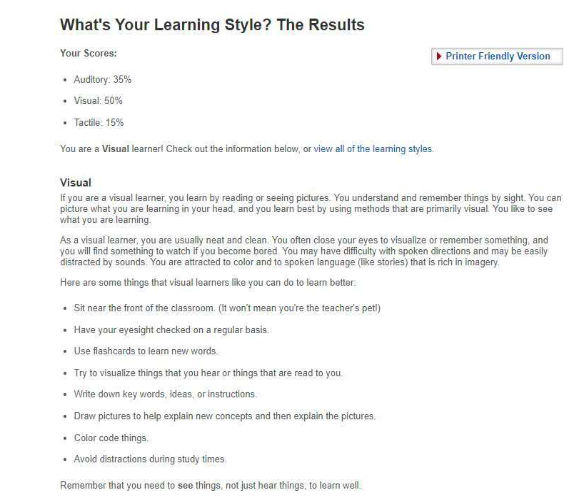 What's Your Learning Style? The Results
Your Scores:
Printer Friendly Version
Auditory: 35%
Visual: 50%
Tactile: 15%
You are a Visual learner! Check out the information below, or view all of the learning styles.
Visual
If you are a visual learner, you learn by reading or seeing pictures. You understand and remember things by sight. You can
picture what you are learning in your head, and you learn best by using methods that are primarily visual. You like to see
what you are learning.
As a visual learner, you are usually neat and clean. You often close your eyes to visualize or remember something, and
you will find something to watch if you become bored. You may have difficulty with spoken directions and may be easily
distracted by sounds. You are attracted to color and to spoken language (like stories) that is rich in imagery.
Here are some things that visual learners like you can do to learn better:
Sit near the front of the classroom. (It won't mean you're the teacher's pet!)
Have your eyesight checked on a regular basis.
Use flashcards to learn new words.
Try to visualize things that you hear or things that are read to you.
Write down key words, ideas, or instructions.
Draw pictures to help explain new concepts and then explain the pictures.
Color code things.
Avoid distractions during study times.
Remember that you need to see things, not just hear things, to learn well.